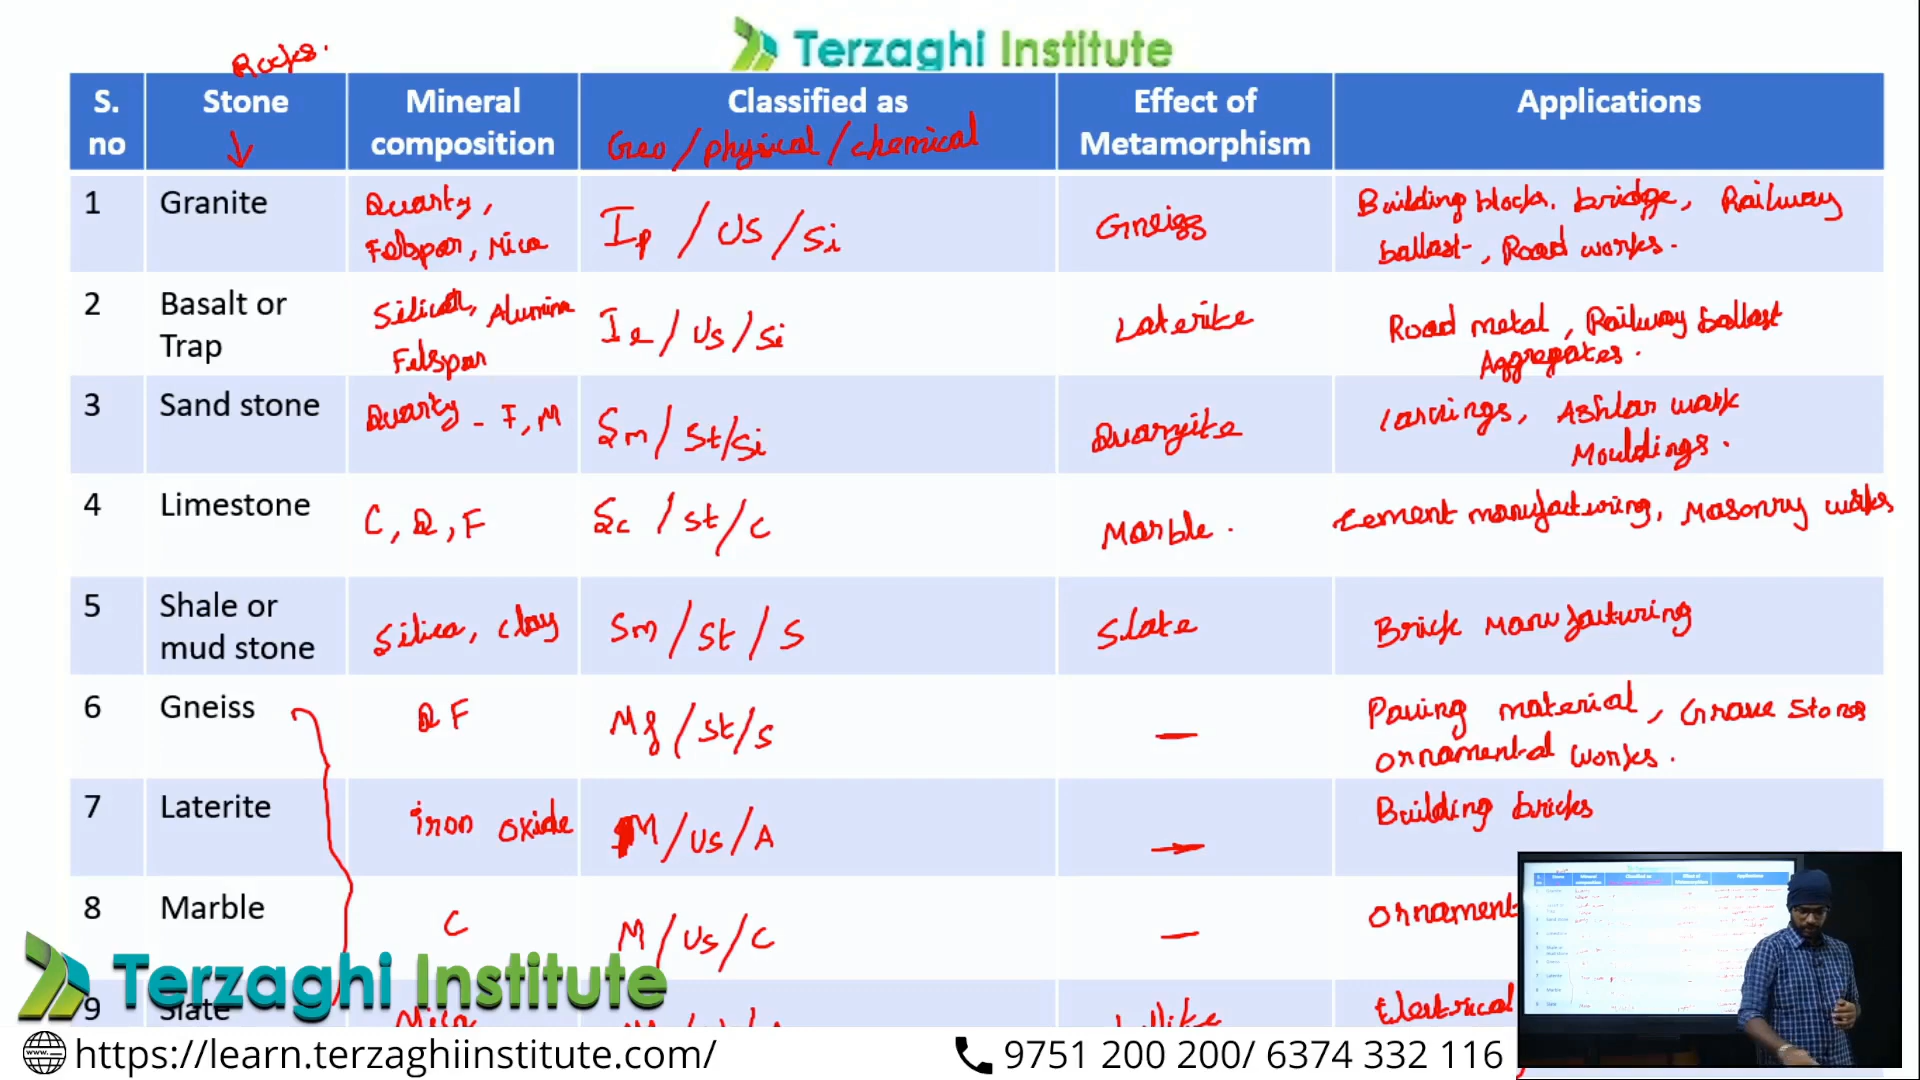 Terzaghi Institute
Rocks.
S. no Stone Mineral composition Classified as Effect of Metamorphism Applications
Geo / physical / chemical
1 Granite Quartz, Felspar, Mica Ip / US / Si Gneiss Building blocks, bridge, Railway ballast, Road works.
2 Basalt or Trap Silica, Alumina Felspar Ie / US / Si Laterite Road metal, Railway ballast Aggregates.
3 Sand stone Quartz - F, M Sm / St / Si Quarzite Carvings, Ashlar work Mouldings.
4 Limestone C, Q, F Sc / St / C Marble. Cement manufacturing, Masonry works
5 Shale or mud stone Silica, clay Sm / St / S Slate Brick manufacturing
6 Gneiss Q F Mf / St / S — Paving material, Grave stones ornamental works.
7 Laterite iron oxide M / US / A — Building bricks
8 Marble C M / US / C — ornament
Terzaghi Institute
9 Slate Mica Electrical
https://learn.terzaghiinstitute.com/ 9751 200 200/ 6374 332 116